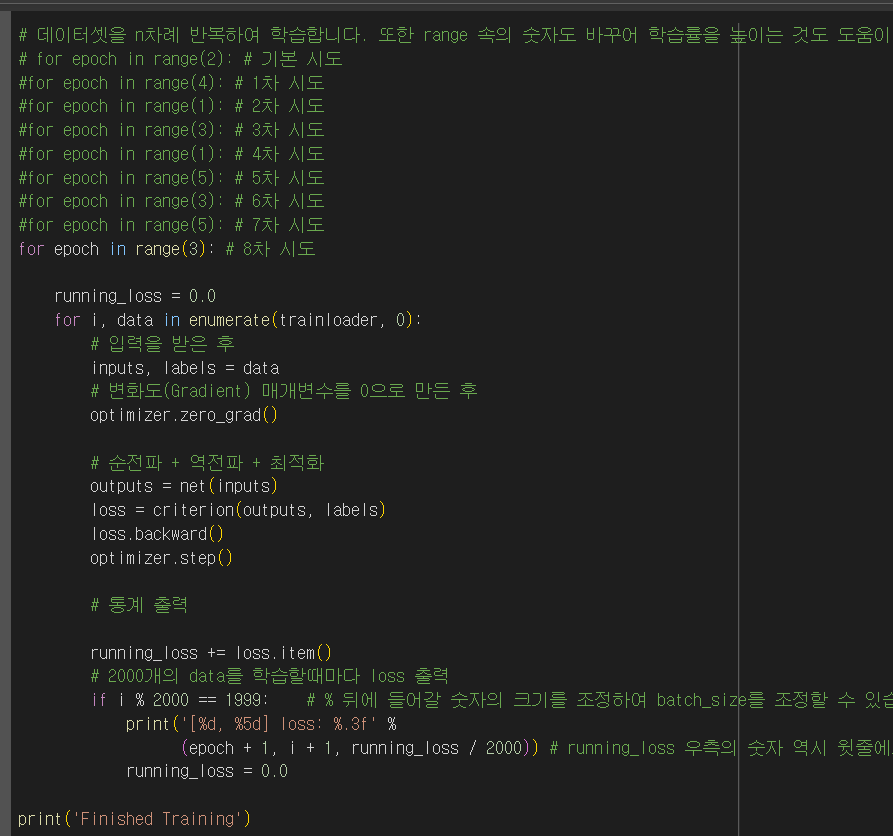 # 데이터셋을 n차례 반복하여 학습합니다. 또한 range 속의 숫자도 바꾸어 학습률을 높이는 것도 도움이
# for epoch in range(2): # 기본 시도
#for epoch in range(4): # 1차 시도
#for epoch in range(1): # 2차 시도
#for epoch in range(3): # 3차 시도
#for epoch in range(1): # 4차 시도
#for epoch in range(5): # 5차 시도
#for epoch in range(3): # 6차 시도
#for epoch in range(5): # 7차 시도
for epoch in range(3): # 8차 시도
running_loss = 0.0
for i, data in enumerate(trainloader, 0):
# 입력을 받은 후
inputs, labels = data
# 변화도(Gradient) 매개변수를 0으로 만든 후
optimizer.zero_grad()
# 순전파 + 역전파 + 최적화
outputs = net(inputs)
loss = criterion(outputs, labels)
loss.backward()
optimizer.step()
# 통계 출력
running_loss += loss.item()
# 2000개의 data를 학습할때마다 loss 출력
if i % 2000 == 1999: # % 뒤에 들어갈 숫자의 크기를 조정하여 batch_size를 조정할 수 있습
print('[%d, %5d] loss: %.3f' %
(epoch + 1, i + 1, running_loss / 2000)) # running_loss 우측의 숫자 역시 윗줄에
running_loss = 0.0
print('Finished Training')